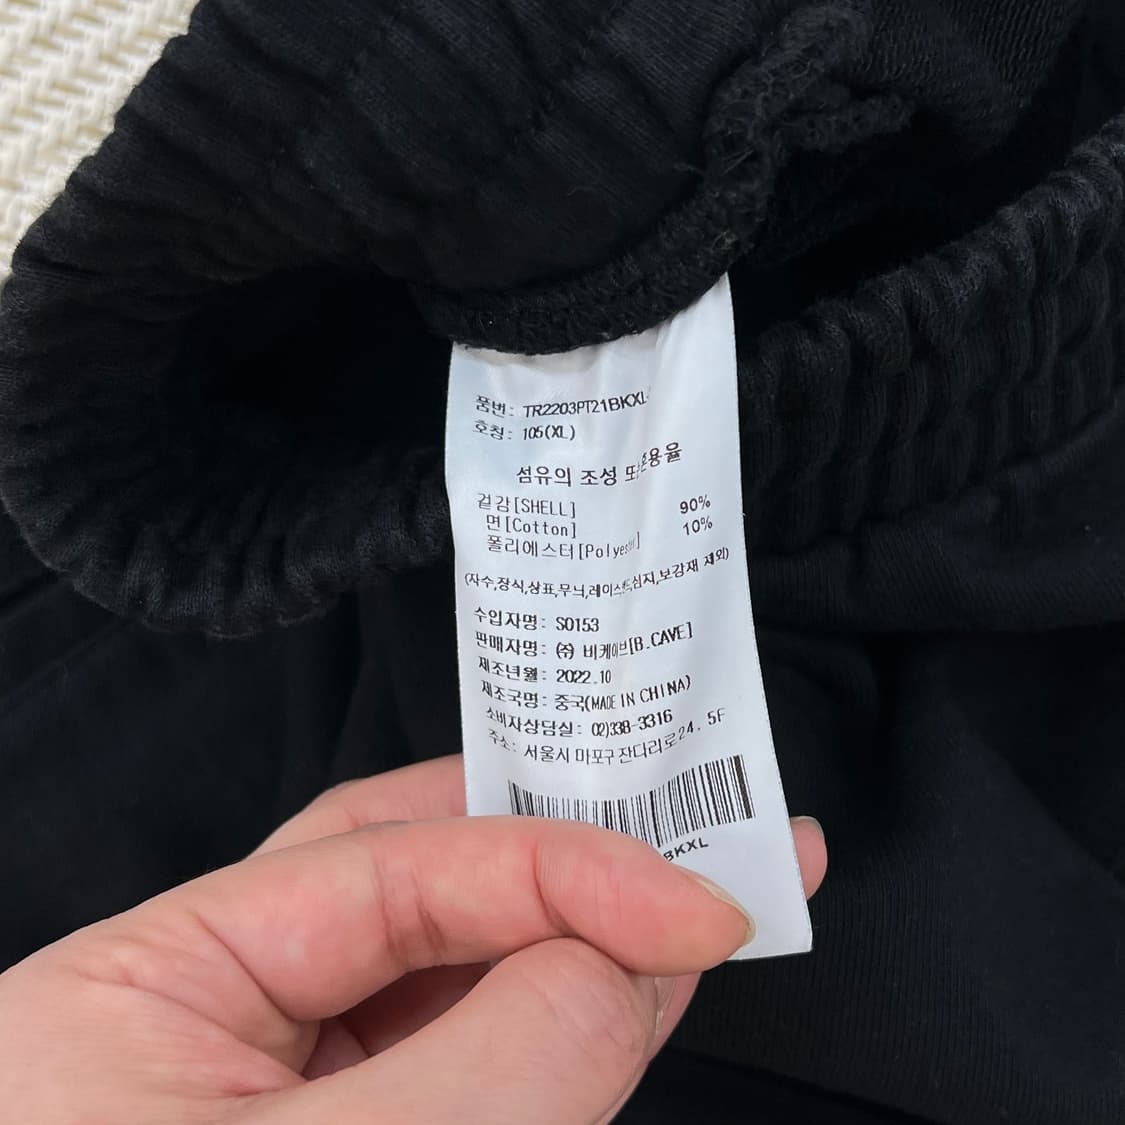 품번: TR2203PT21BKXL
호칭: 105(XL)
섬유의 조성 또는 혼용율
겉감[SHELL]
면[Cotton] 90%
폴리에스터[Polyester] 10%
(자수,장식,상표,무늬,레이스,심지,보강재 제외)
수입자명: S0153
판매자명: ㈜ 비케이브[B.CAVE]
제조년월: 2022.10
제조국명: 중국(MADE IN CHINA)
소비자상담실: 02)338-3316
주소: 서울시 마포구 잔다리로24. 5F
BKXL